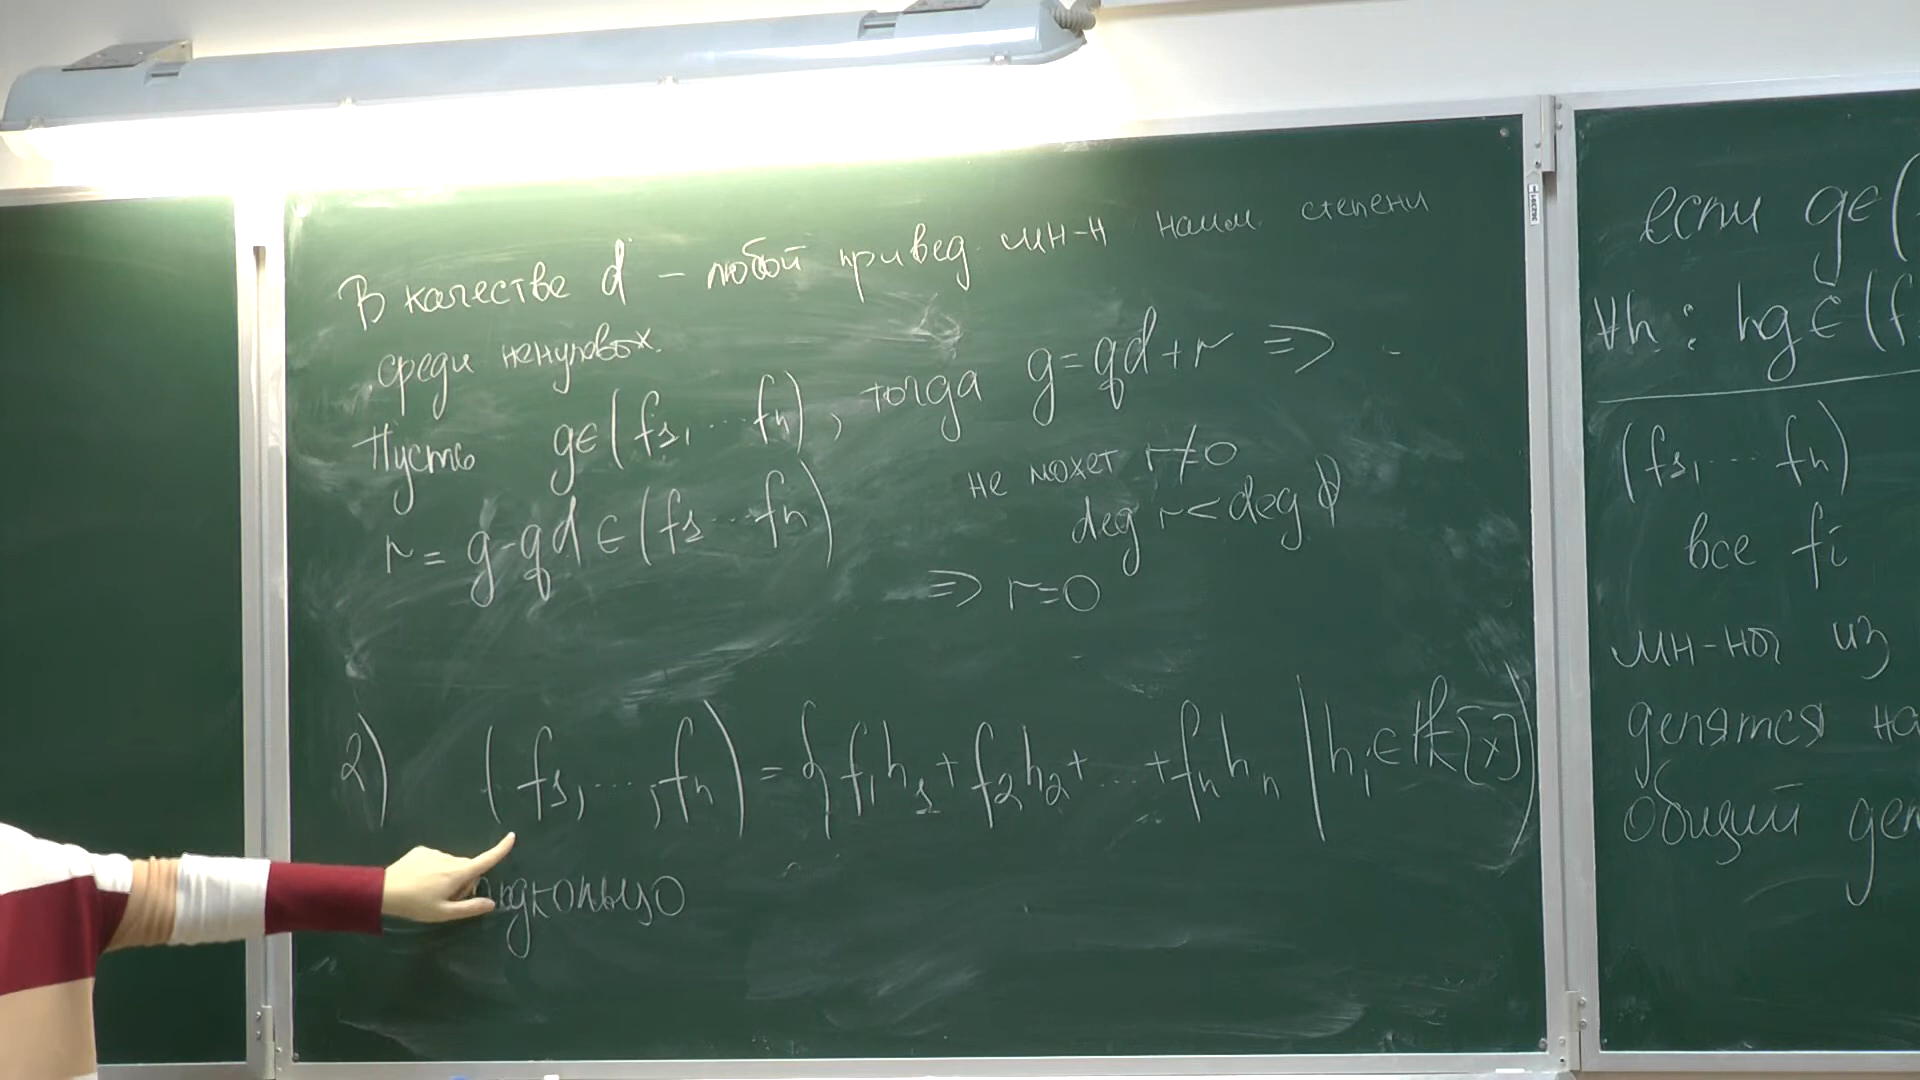 В качестве d – любой привед мн-н наим степени
среди ненулевых.
Пусть g∈(f₁, ... fₙ), тогда g=qd+r ⇒
не может r≠0
r = g-qd ∈ (f₁ ... fₙ)
deg r < deg d
⇒ r=0
2) (f₁, ..., fₙ) = {f₁h₁+f₂h₂+ ... +fₙhₙ | hᵢ∈k[x]}
подкольцо
если g∈(
∀h : hg∈(f
(f₁, ... fₙ)
все fᵢ
мн-ног из
делятся на
общий дел